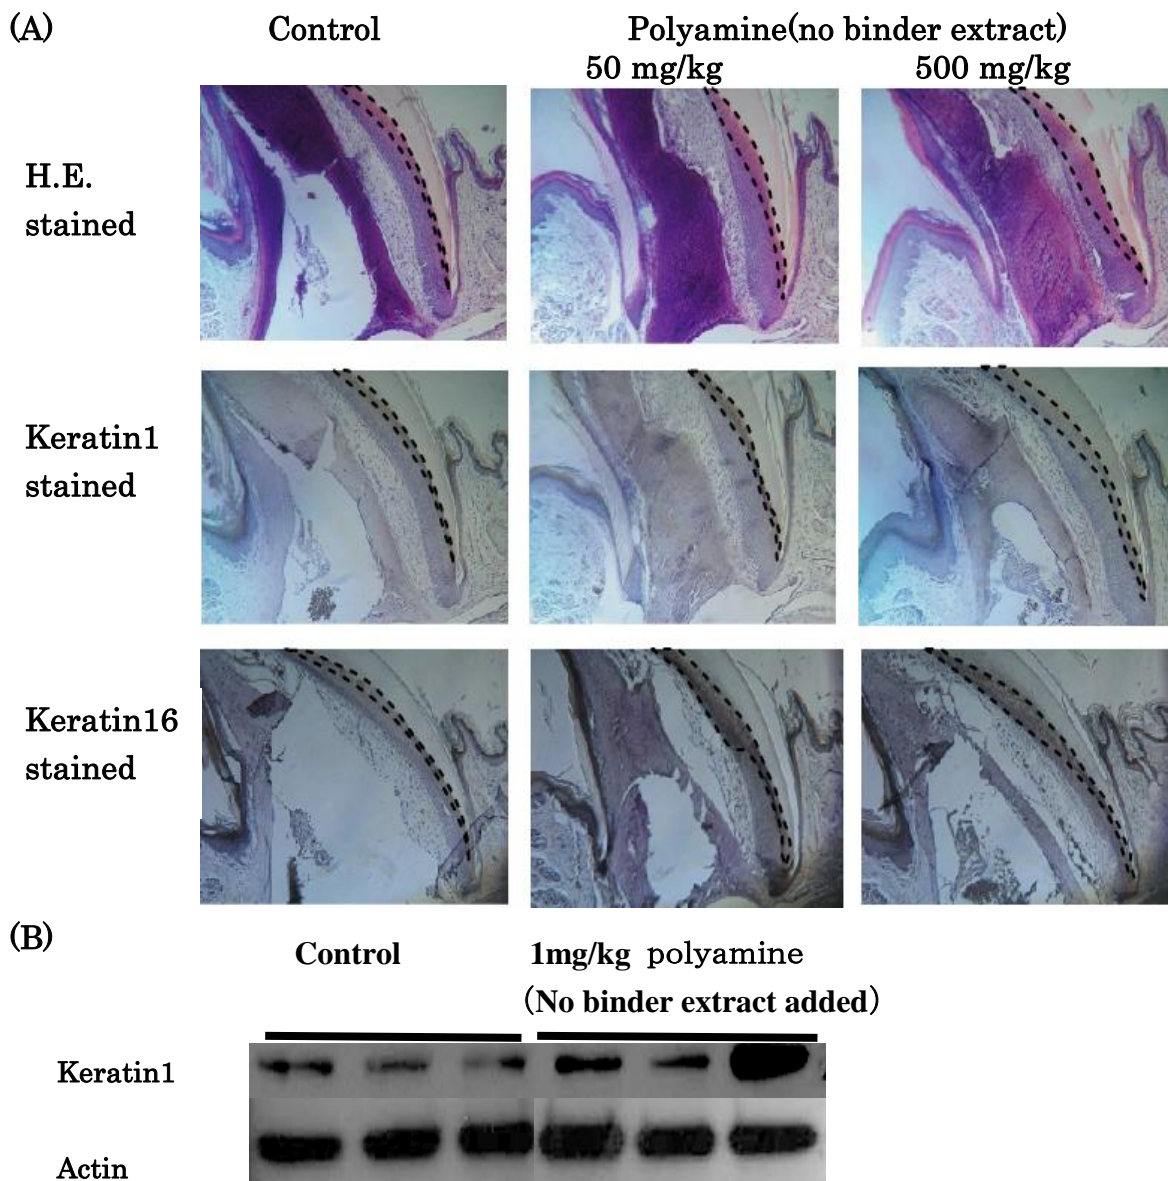 (A)
Control
Polyamine(no binder extract)
50 mg/kg
500 mg/kg
H.E.
stained
Keratin1
stained
Keratin16
stained
(B)
Control
1mg/kg polyamine
(No binder extract added)
Keratin1
Actin